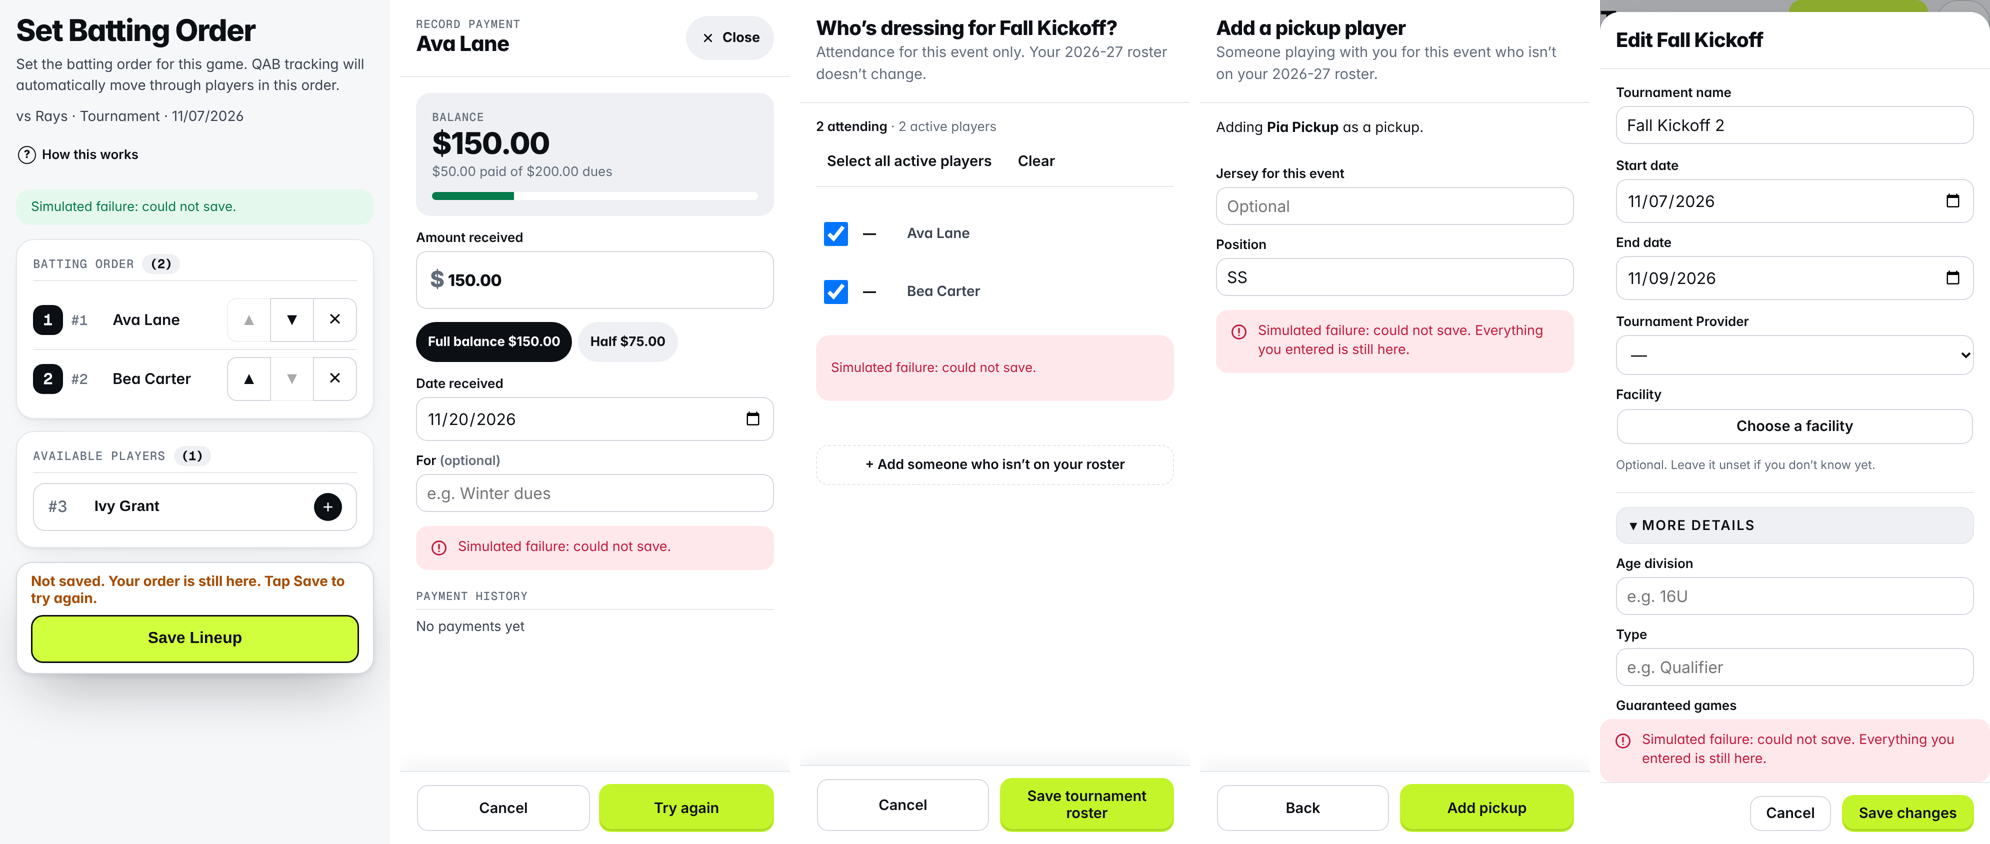 Set Batting Order
Set the batting order for this game. QAB tracking will
automatically move through players in this order.
vs Rays · Tournament · 11/07/2026
? How this works
Simulated failure: could not save.
BATTING ORDER (2)
1 #1 Ava Lane ▲ ▼ ✕
2 #2 Bea Carter ▲ ▼ ✕
AVAILABLE PLAYERS (1)
#3 Ivy Grant +
Not saved. Your order is still here. Tap Save to
try again.
Save Lineup
RECORD PAYMENT
Ava Lane
✕ Close
BALANCE
$150.00
$50.00 paid of $200.00 dues
Amount received
$ 150.00
Full balance $150.00 Half $75.00
Date received
11/20/2026
For (optional)
e.g. Winter dues
Simulated failure: could not save.
PAYMENT HISTORY
No payments yet
Cancel Try again
Who’s dressing for Fall Kickoff?
Attendance for this event only. Your 2026-27 roster
doesn’t change.
2 attending · 2 active players
Select all active players Clear
— Ava Lane
— Bea Carter
Simulated failure: could not save.
+ Add someone who isn’t on your roster
Cancel Save tournament
roster
Add a pickup player
Someone playing with you for this event who isn’t
on your 2026-27 roster.
Adding Pia Pickup as a pickup.
Jersey for this event
Optional
Position
SS
Simulated failure: could not save. Everything
you entered is still here.
Back Add pickup
Edit Fall Kickoff
Tournament name
Fall Kickoff 2
Start date
11/07/2026
End date
11/09/2026
Tournament Provider
—
Facility
Choose a facility
Optional. Leave it unset if you don’t know yet.
▾ MORE DETAILS
Age division
e.g. 16U
Type
e.g. Qualifier
Guaranteed games
Simulated failure: could not save. Everything you
entered is still here.
Cancel Save changes